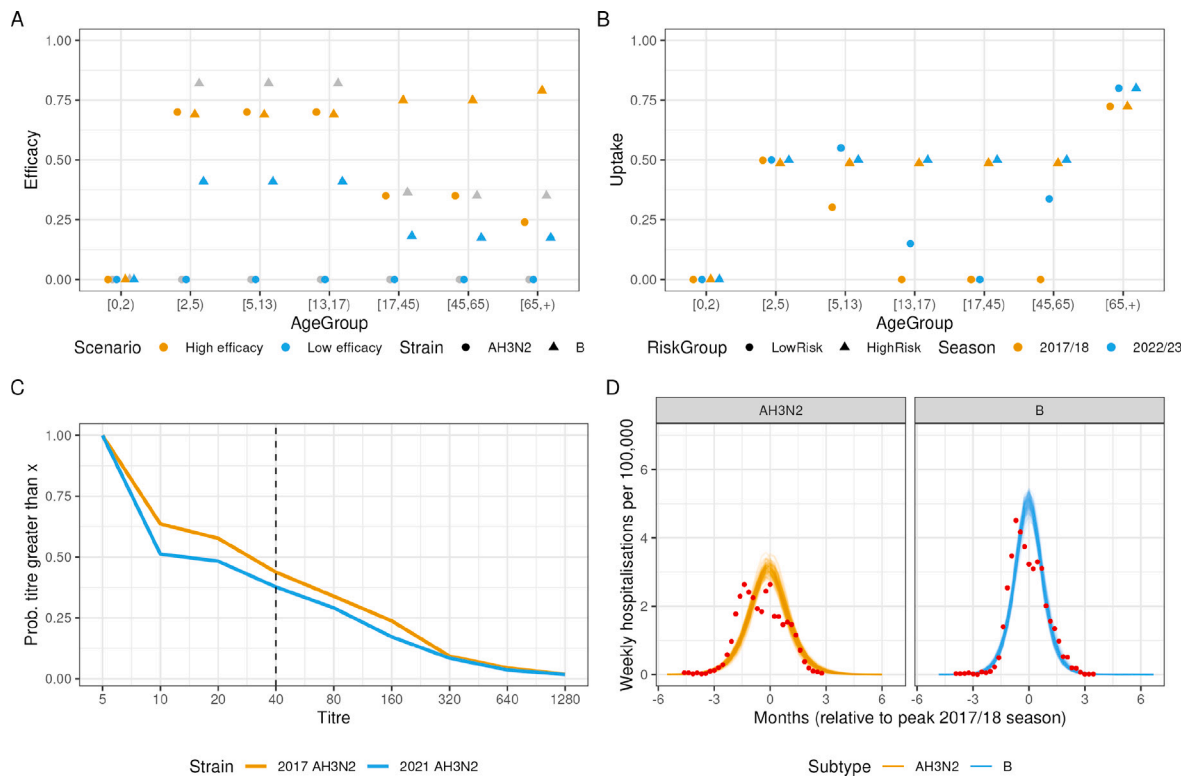 A
1.00
0.75
0.50
0.25
0.00
Efficacy
[0,2) [2,5) [5,13) [13,17) [17,45) [45,65) [65,+)
AgeGroup
Scenario High efficacy Low efficacy Strain AH3N2 B
B
1.00
0.75
0.50
0.25
0.00
Uptake
[0,2) [2,5) [5,13) [13,17) [17,45) [45,65) [65,+)
AgeGroup
RiskGroup LowRisk HighRisk Season 2017/18 2022/23
C
1.00
0.75
0.50
0.25
0.00
Prob. titre greater than x
5 10 20 40 80 160 320 640 1280
Titre
Strain 2017 AH3N2 2021 AH3N2
D
AH3N2 B
6
4
2
0
Weekly hospitalisations per 100,000
-6 -3 0 3 6 -6 -3 0 3 6
Months (relative to peak 2017/18 season)
Subtype AH3N2 B